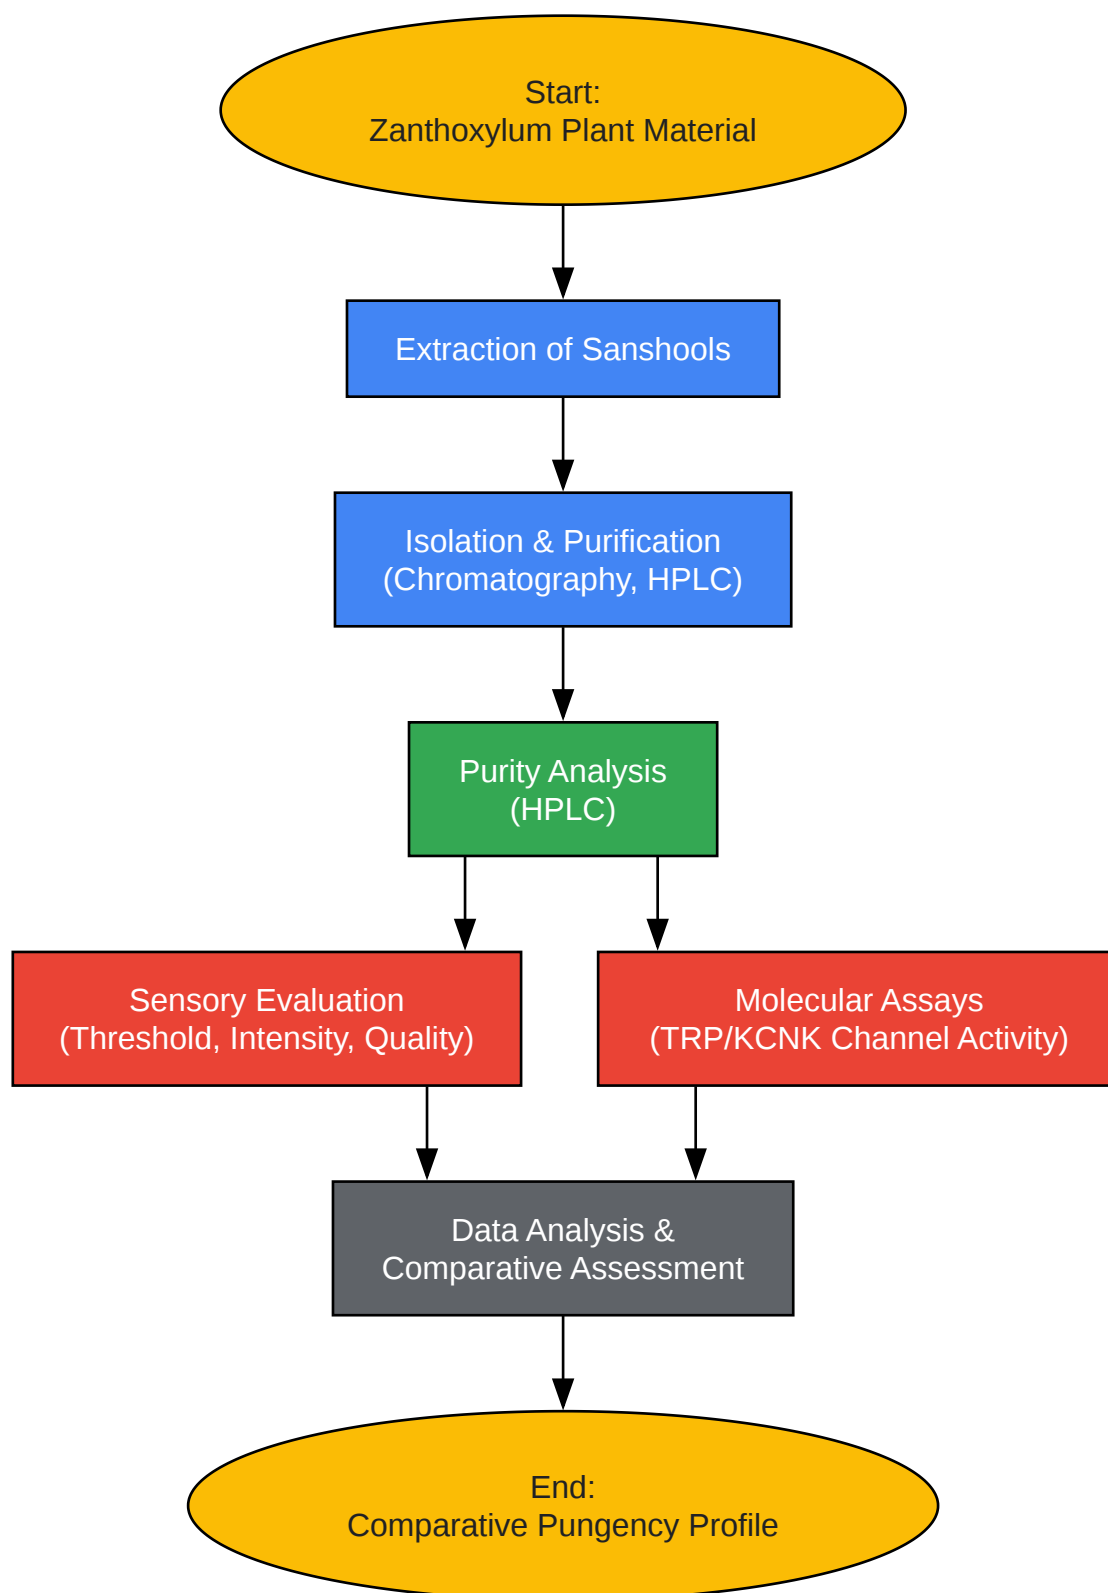 Start:
Zanthoxylum Plant Material
Extraction of Sanshools
Isolation & Purification
(Chromatography, HPLC)
Purity Analysis
(HPLC)
Sensory Evaluation
(Threshold, Intensity, Quality)
Molecular Assays
(TRP/KCNK Channel Activity)
Data Analysis &
Comparative Assessment
End:
Comparative Pungency Profile